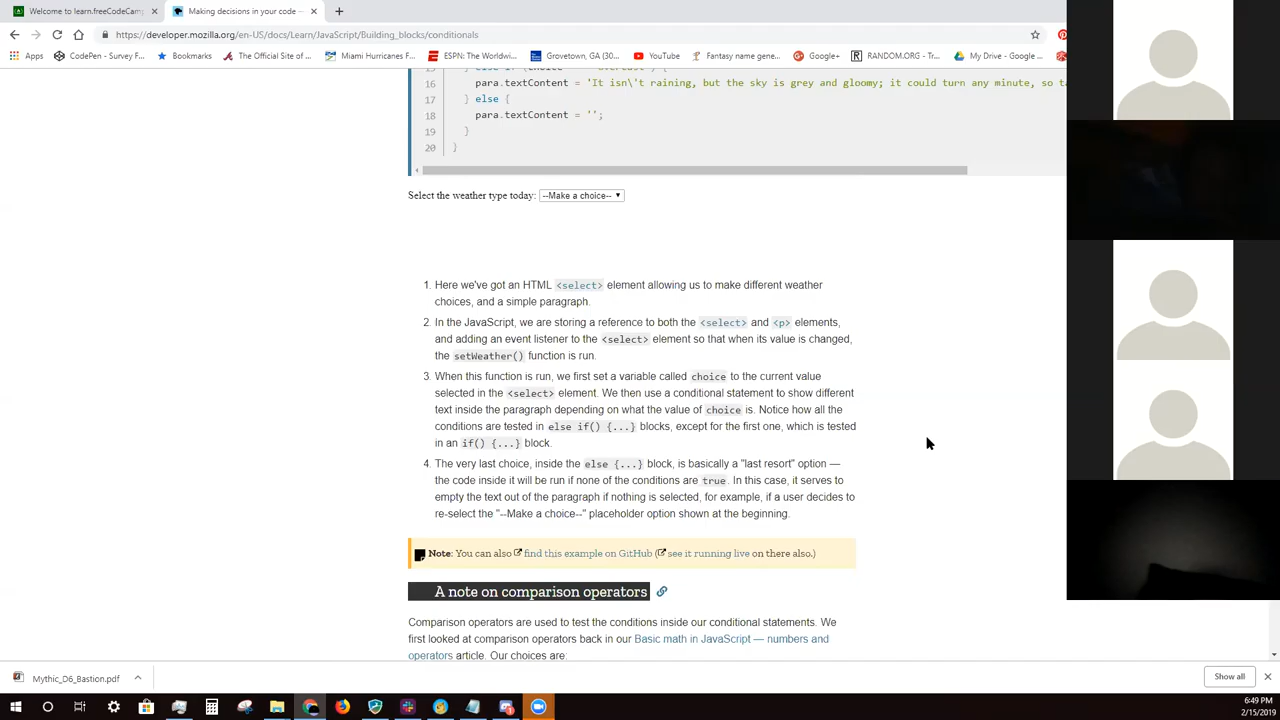 Welcome to learn.freeCodeCam
Making decisions in your code —
https://developer.mozilla.org/en-US/docs/Learn/JavaScript/Building_blocks/conditionals
Apps
CodePen - Survey F...
The Official Site of ...
Miami Hurricanes F...
ESPN: The Worldwi...
Grovetown, GA (30...
YouTube
Fantasy name gene...
Google
RANDOM.ORG - Tr...
My Drive - Google ...
16 para.textContent = 'It isn\'t raining, but the sky is grey and gloomy; it could turn any minute, so
17 } else {
18 para.textContent = '';
19 }
20 }
Select the weather type today: --Make a choice--
1. Here we've got an HTML <select> element allowing us to make different weather
choices, and a simple paragraph.
2. In the JavaScript, we are storing a reference to both the <select> and <p> elements,
and adding an event listener to the <select> element so that when its value is changed,
the setWeather() function is run.
3. When this function is run, we first set a variable called choice to the current value
selected in the <select> element. We then use a conditional statement to show different
text inside the paragraph depending on what the value of choice is. Notice how all the
conditions are tested in else if() {...} blocks, except for the first one, which is tested
in an if() {...} block.
4. The very last choice, inside the else {...} block, is basically a "last resort" option —
the code inside it will be run if none of the conditions are true. In this case, it serves to
empty the text out of the paragraph if nothing is selected, for example, if a user decides to
re-select the "--Make a choice--" placeholder option shown at the beginning.
Note: You can also find this example on GitHub (see it running live on there also.)
A note on comparison operators
Comparison operators are used to test the conditions inside our conditional statements. We
first looked at comparison operators back in our Basic math in JavaScript — numbers and
operators article. Our choices are:
Mythic_D6_Bastion.pdf
Show all
6:49 PM
2/15/2019